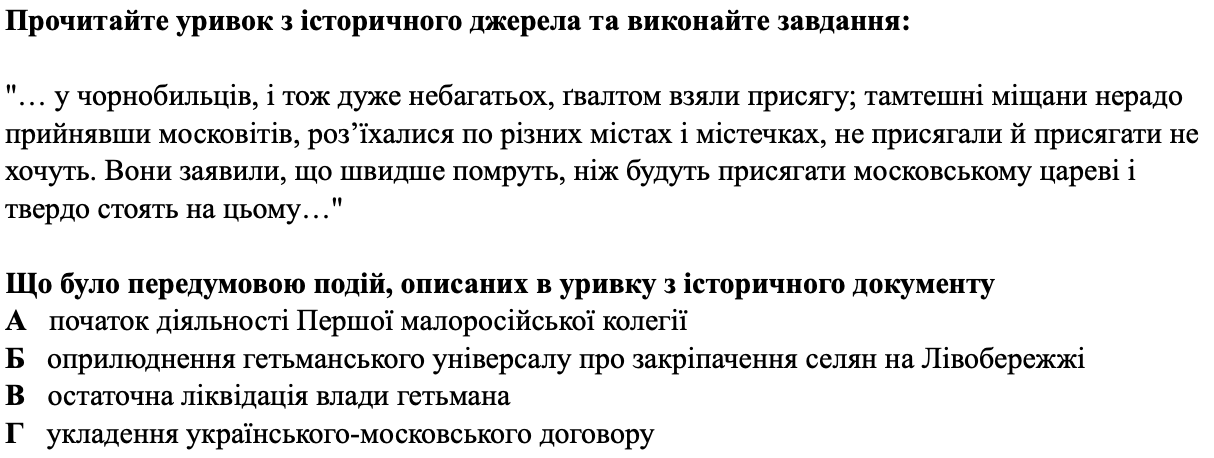 Прочитайте уривок з історичного джерела та виконайте завдання:
"… у чорнобильців, і тож дуже небагатьох, ґвалтом взяли присягу; тамтешні міщани нерадо
прийнявши московітів, роз’їхалися по різних містах і містечках, не присягали й присягати не
хочуть. Вони заявили, що швидше помруть, ніж будуть присягати московському цареві і
твердо стоять на цьому…"
Що було передумовою подій, описаних в уривку з історичного документу
А початок діяльності Першої малоросійської колегії
Б оприлюднення гетьманського універсалу про закріпачення селян на Лівобережжі
В остаточна ліквідація влади гетьмана
Г укладення українського-московського договору